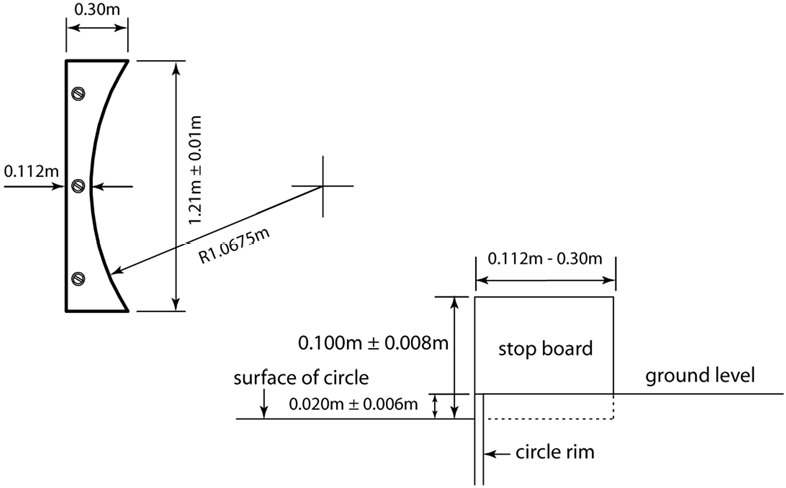 0.30m
0.112m
1.21m ± 0.01m
R1.0675m
0.112m - 0.30m
0.100m ± 0.008m
stop board
surface of circle
ground level
0.020m ± 0.006m
circle rim